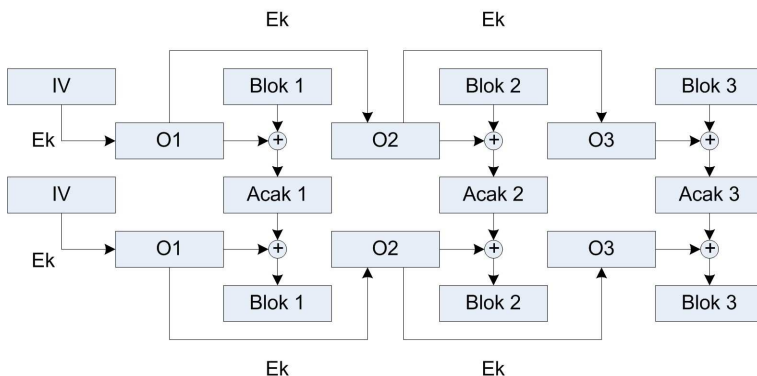 Ek Ek
IV Blok 1 Blok 2 Blok 3
Ek O1 O2 O3
IV Acak 1 Acak 2 Acak 3
Ek O1 O2 O3
Blok 1 Blok 2 Blok 3
Ek Ek